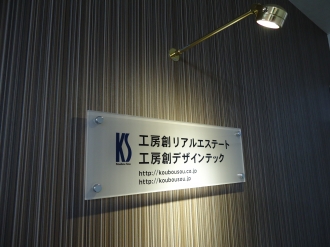 KS
工房創リアルエステート
工房創デザインテック
http://koubousou.co.jp
http://koubousou.jp